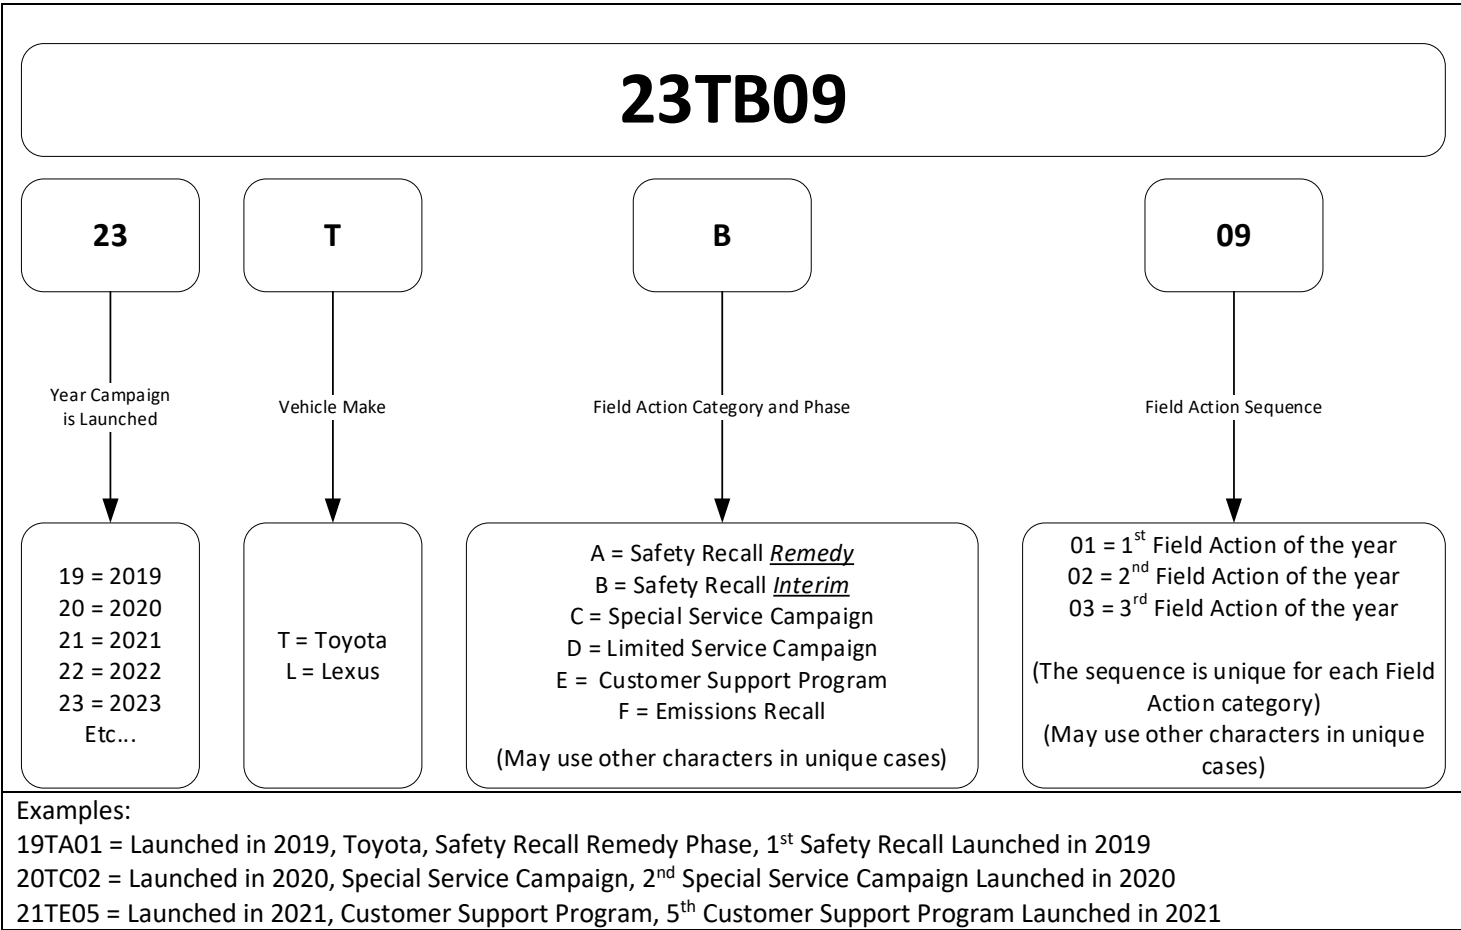 23TB09
23
T
B
09
Year Campaign
is Launched
Vehicle Make
Field Action Category and Phase
Field Action Sequence
19 = 2019
20 = 2020
21 = 2021
22 = 2022
23 = 2023
Etc...
T = Toyota
L = Lexus
A = Safety Recall Remedy
B = Safety Recall Interim
C = Special Service Campaign
D = Limited Service Campaign
E = Customer Support Program
F = Emissions Recall
(May use other characters in unique cases)
01 = 1st Field Action of the year
02 = 2nd Field Action of the year
03 = 3rd Field Action of the year
(The sequence is unique for each Field
Action category)
(May use other characters in unique
cases)
Examples:
19TA01 = Launched in 2019, Toyota, Safety Recall Remedy Phase, 1st Safety Recall Launched in 2019
20TC02 = Launched in 2020, Special Service Campaign, 2nd Special Service Campaign Launched in 2020
21TE05 = Launched in 2021, Customer Support Program, 5th Customer Support Program Launched in 2021